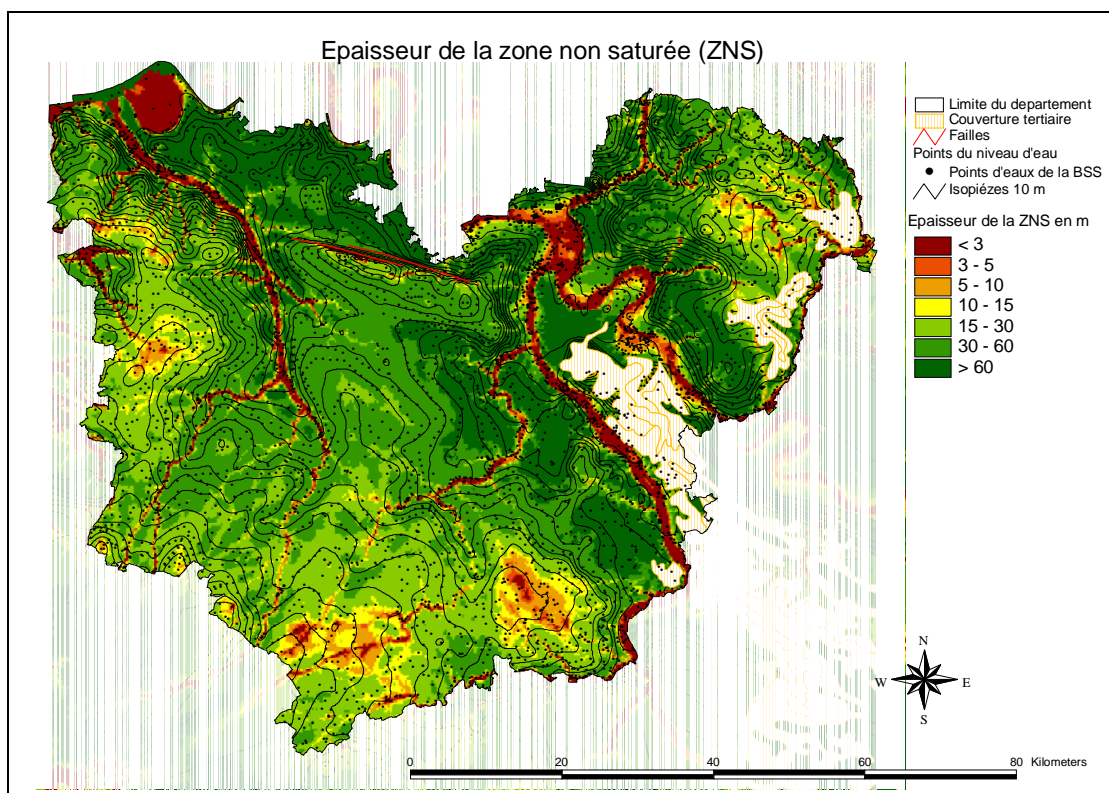 Epaisseur de la zone non saturée (ZNS)
Limite du departement
Couverture tertiaire
Failles
Points du niveau d'eau
Points d'eaux de la BSS
Isopièzes 10 m
Epaisseur de la ZNS en m
< 3
3 - 5
5 - 10
10 - 15
15 - 30
30 - 60
> 60
N
W E
S
0 20 40 60 80 Kilometers